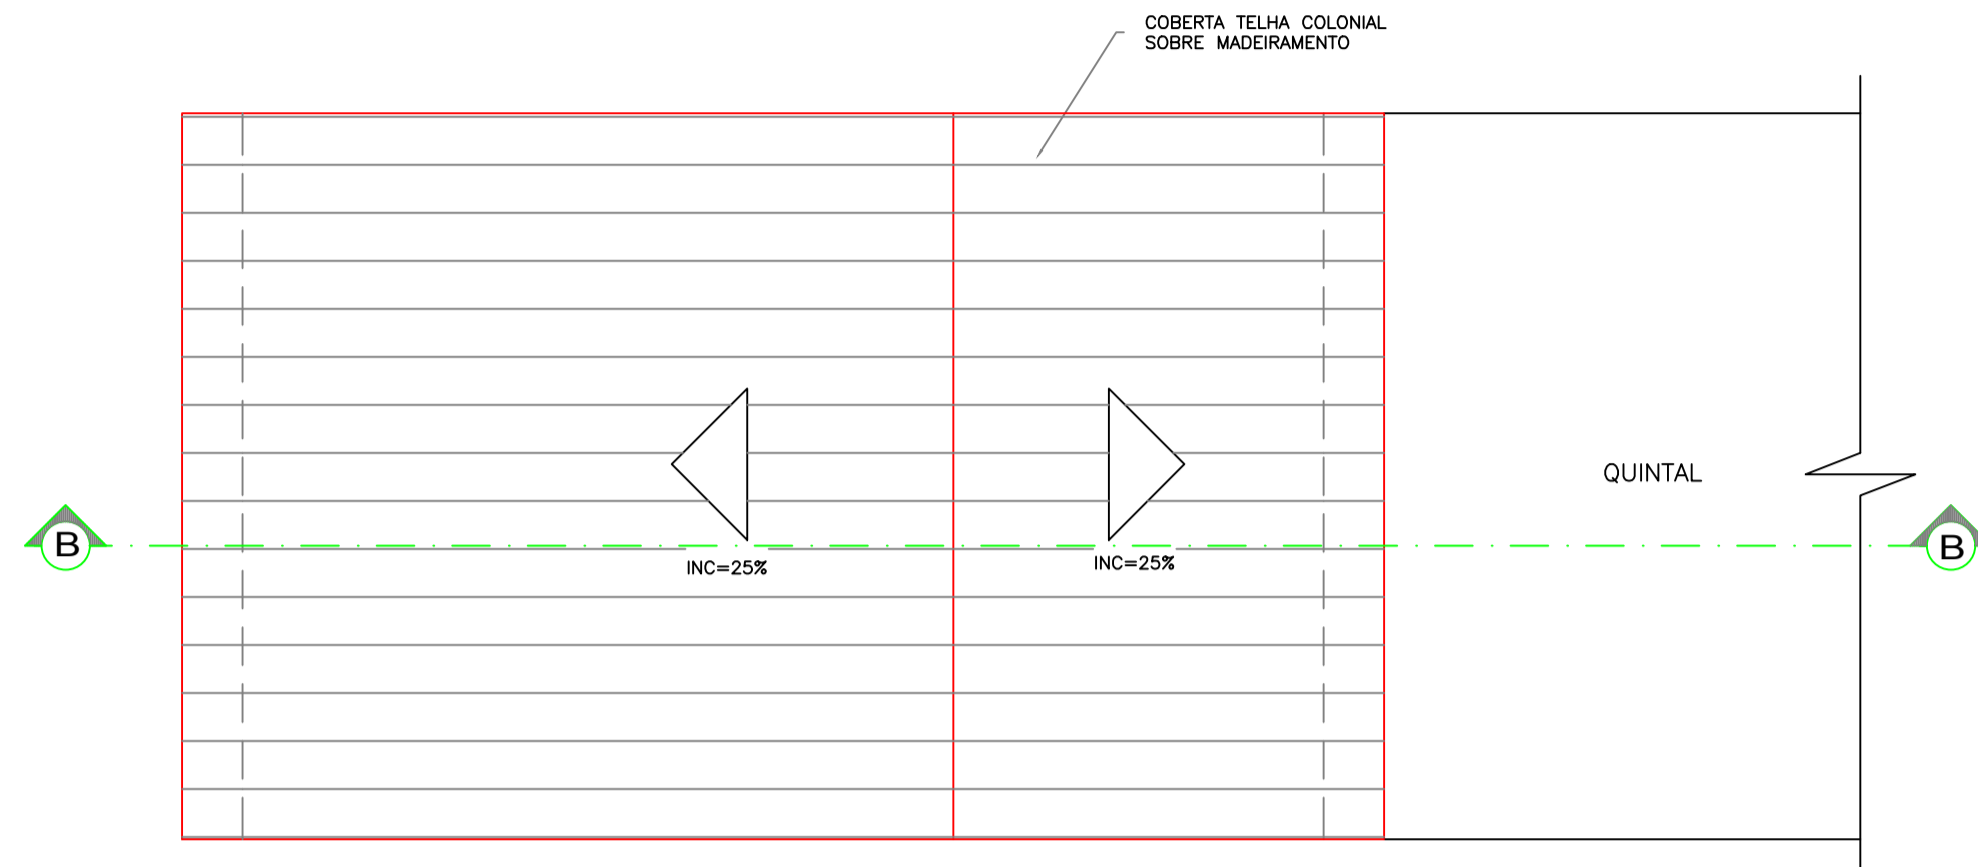 COBERTA TELHA COLONIAL
SOBRE MADEIRAMENTO
QUINTAL
B
B
INC=25%
INC=25%